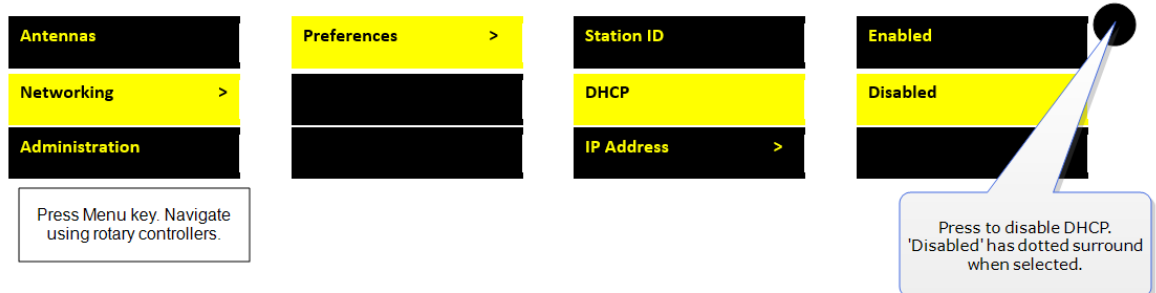 Antennas
Networking >
Administration
Preferences >
Station ID
DHCP
IP Address >
Enabled
Disabled
Press Menu key. Navigate
using rotary controllers.
Press to disable DHCP.
'Disabled' has dotted surround
when selected.